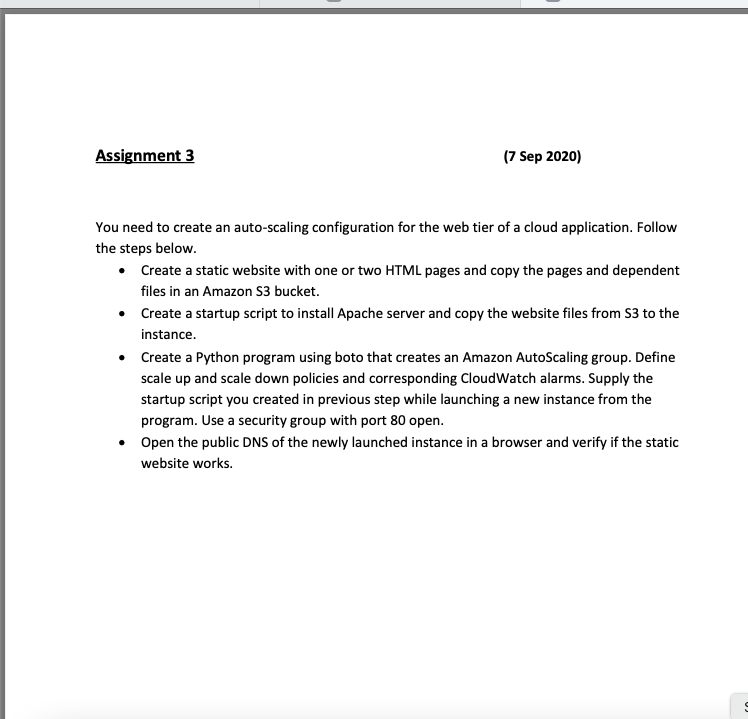 Assignment 3 (7 Sep 2020)
You need to create an auto-scaling configuration for the web tier of a cloud application. Follow
the steps below.
• Create a static website with one or two HTML pages and copy the pages and dependent
files in an Amazon S3 bucket.
• Create a startup script to install Apache server and copy the website files from S3 to the
instance.
• Create a Python program using boto that creates an Amazon AutoScaling group. Define
scale up and scale down policies and corresponding CloudWatch alarms. Supply the
startup script you created in previous step while launching a new instance from the
program. Use a security group with port 80 open.
• Open the public DNS of the newly launched instance in a browser and verify if the static
website works.